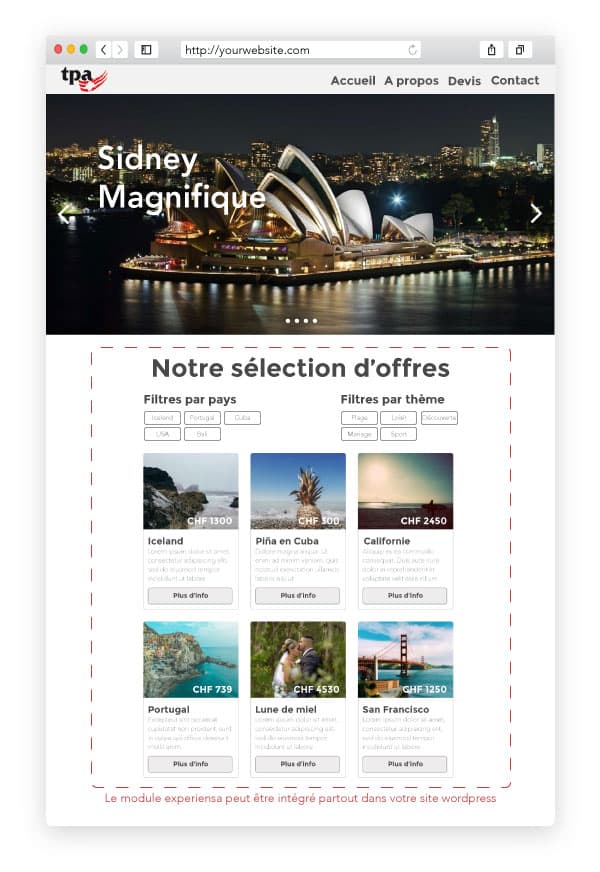 http://yourwebsite.com
tpa
Accueil A propos Devis Contact
Sidney
Magnifique
Notre sélection d'offres
Filtres par pays
Filtres par thème
Iceland Portugal Cuba
USA Bali
Plage Loisir Découverte
Mariage Sport
CHF 1300
CHF 300
CHF 2450
Iceland
Lorem ipsum dolor sit amet,
consectetur adipisicing elit,
sed do eiusmod tempor
incididunt ut labore
Plus d'info
Piña en Cuba
Dolore magna aliqua. Ut
enim ad minim veniam, quis
nostrud exercitation ullamco
laboris nisi ut
Plus d'info
Californie
Aliquip ex ea commodo
consequat. Duis aute irure
dolor in reprehenderit in
voluptate velit esse cillum
Plus d'info
CHF 739
CHF 4530
CHF 1250
Portugal
Excepteur sint occaecat
cupidatat non proident, sunt
in culpa qui officia deserunt
mollit anim
Plus d'info
Lune de miel
Lorem ipsum dolor sit amet,
consectetur adipisicing elit,
sed do eiusmod tempor
incididunt ut labore
Plus d'info
San Francisco
Lorem ipsum dolor sit amet,
consectetur adipisicing elit,
sed do eiusmod tempor
incididunt ut labore
Plus d'info
Le module experiensa peut être intégré partout dans votre site wordpress